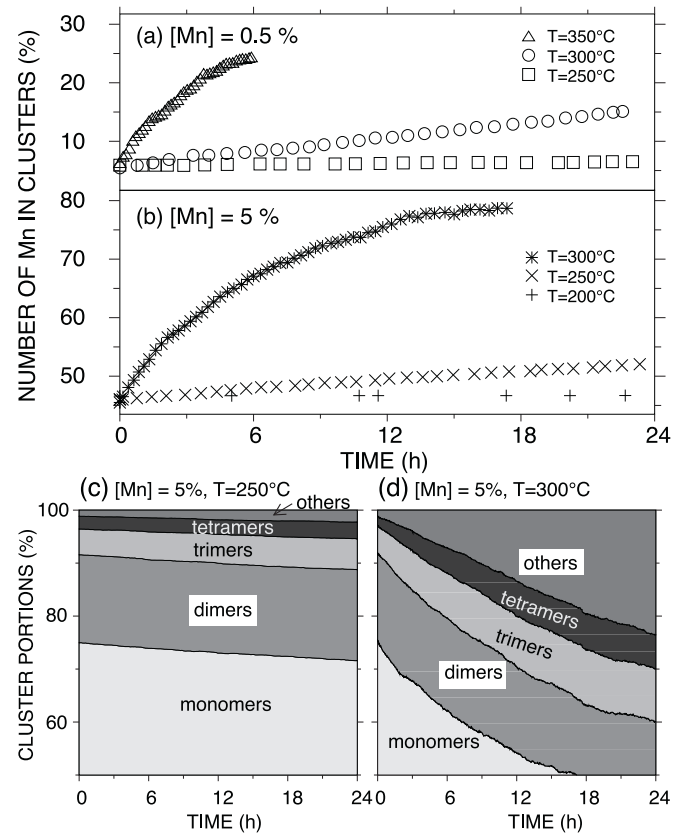 NUMBER OF Mn IN CLUSTERS (%)
30
20
10
(a) [Mn] = 0.5 %
T=350°C
T=300°C
T=250°C
80
70
60
50
(b) [Mn] = 5 %
T=300°C
T=250°C
T=200°C
0 6 12 18 24
TIME (h)
(c) [Mn] = 5%, T=250°C
CLUSTER PORTIONS (%)
100
80
60
others
tetramers
trimers
dimers
monomers
0 6 12 18 24
TIME (h)
(d) [Mn] = 5%, T=300°C
others
tetramers
trimers
dimers
monomers
0 6 12 18 24
TIME (h)